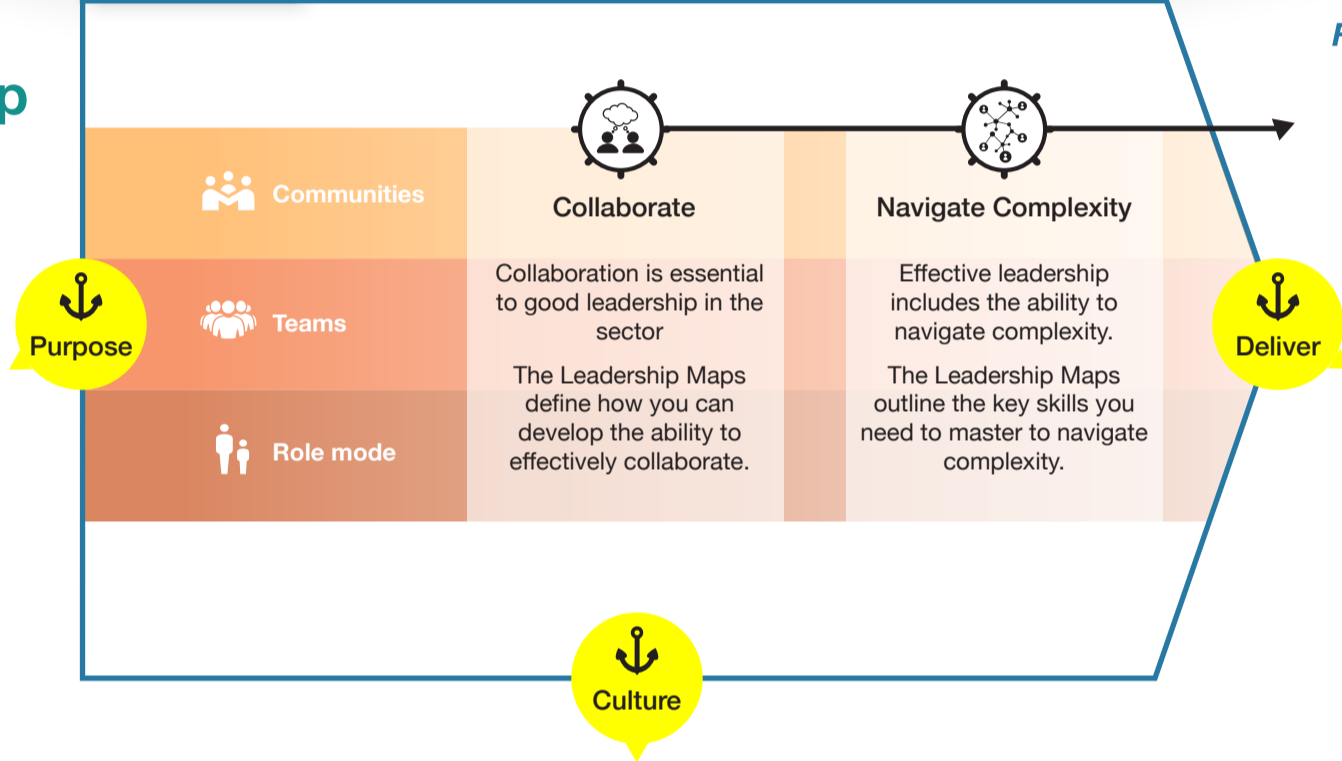 p
Communities
Teams
Role mode
Purpose
Collaborate
Collaboration is essential
to good leadership in the
sector
The Leadership Maps
define how you can
develop the ability to
effectively collaborate.
Navigate Complexity
Effective leadership
includes the ability to
navigate complexity.
The Leadership Maps
outline the key skills you
need to master to navigate
complexity.
Deliver
Culture